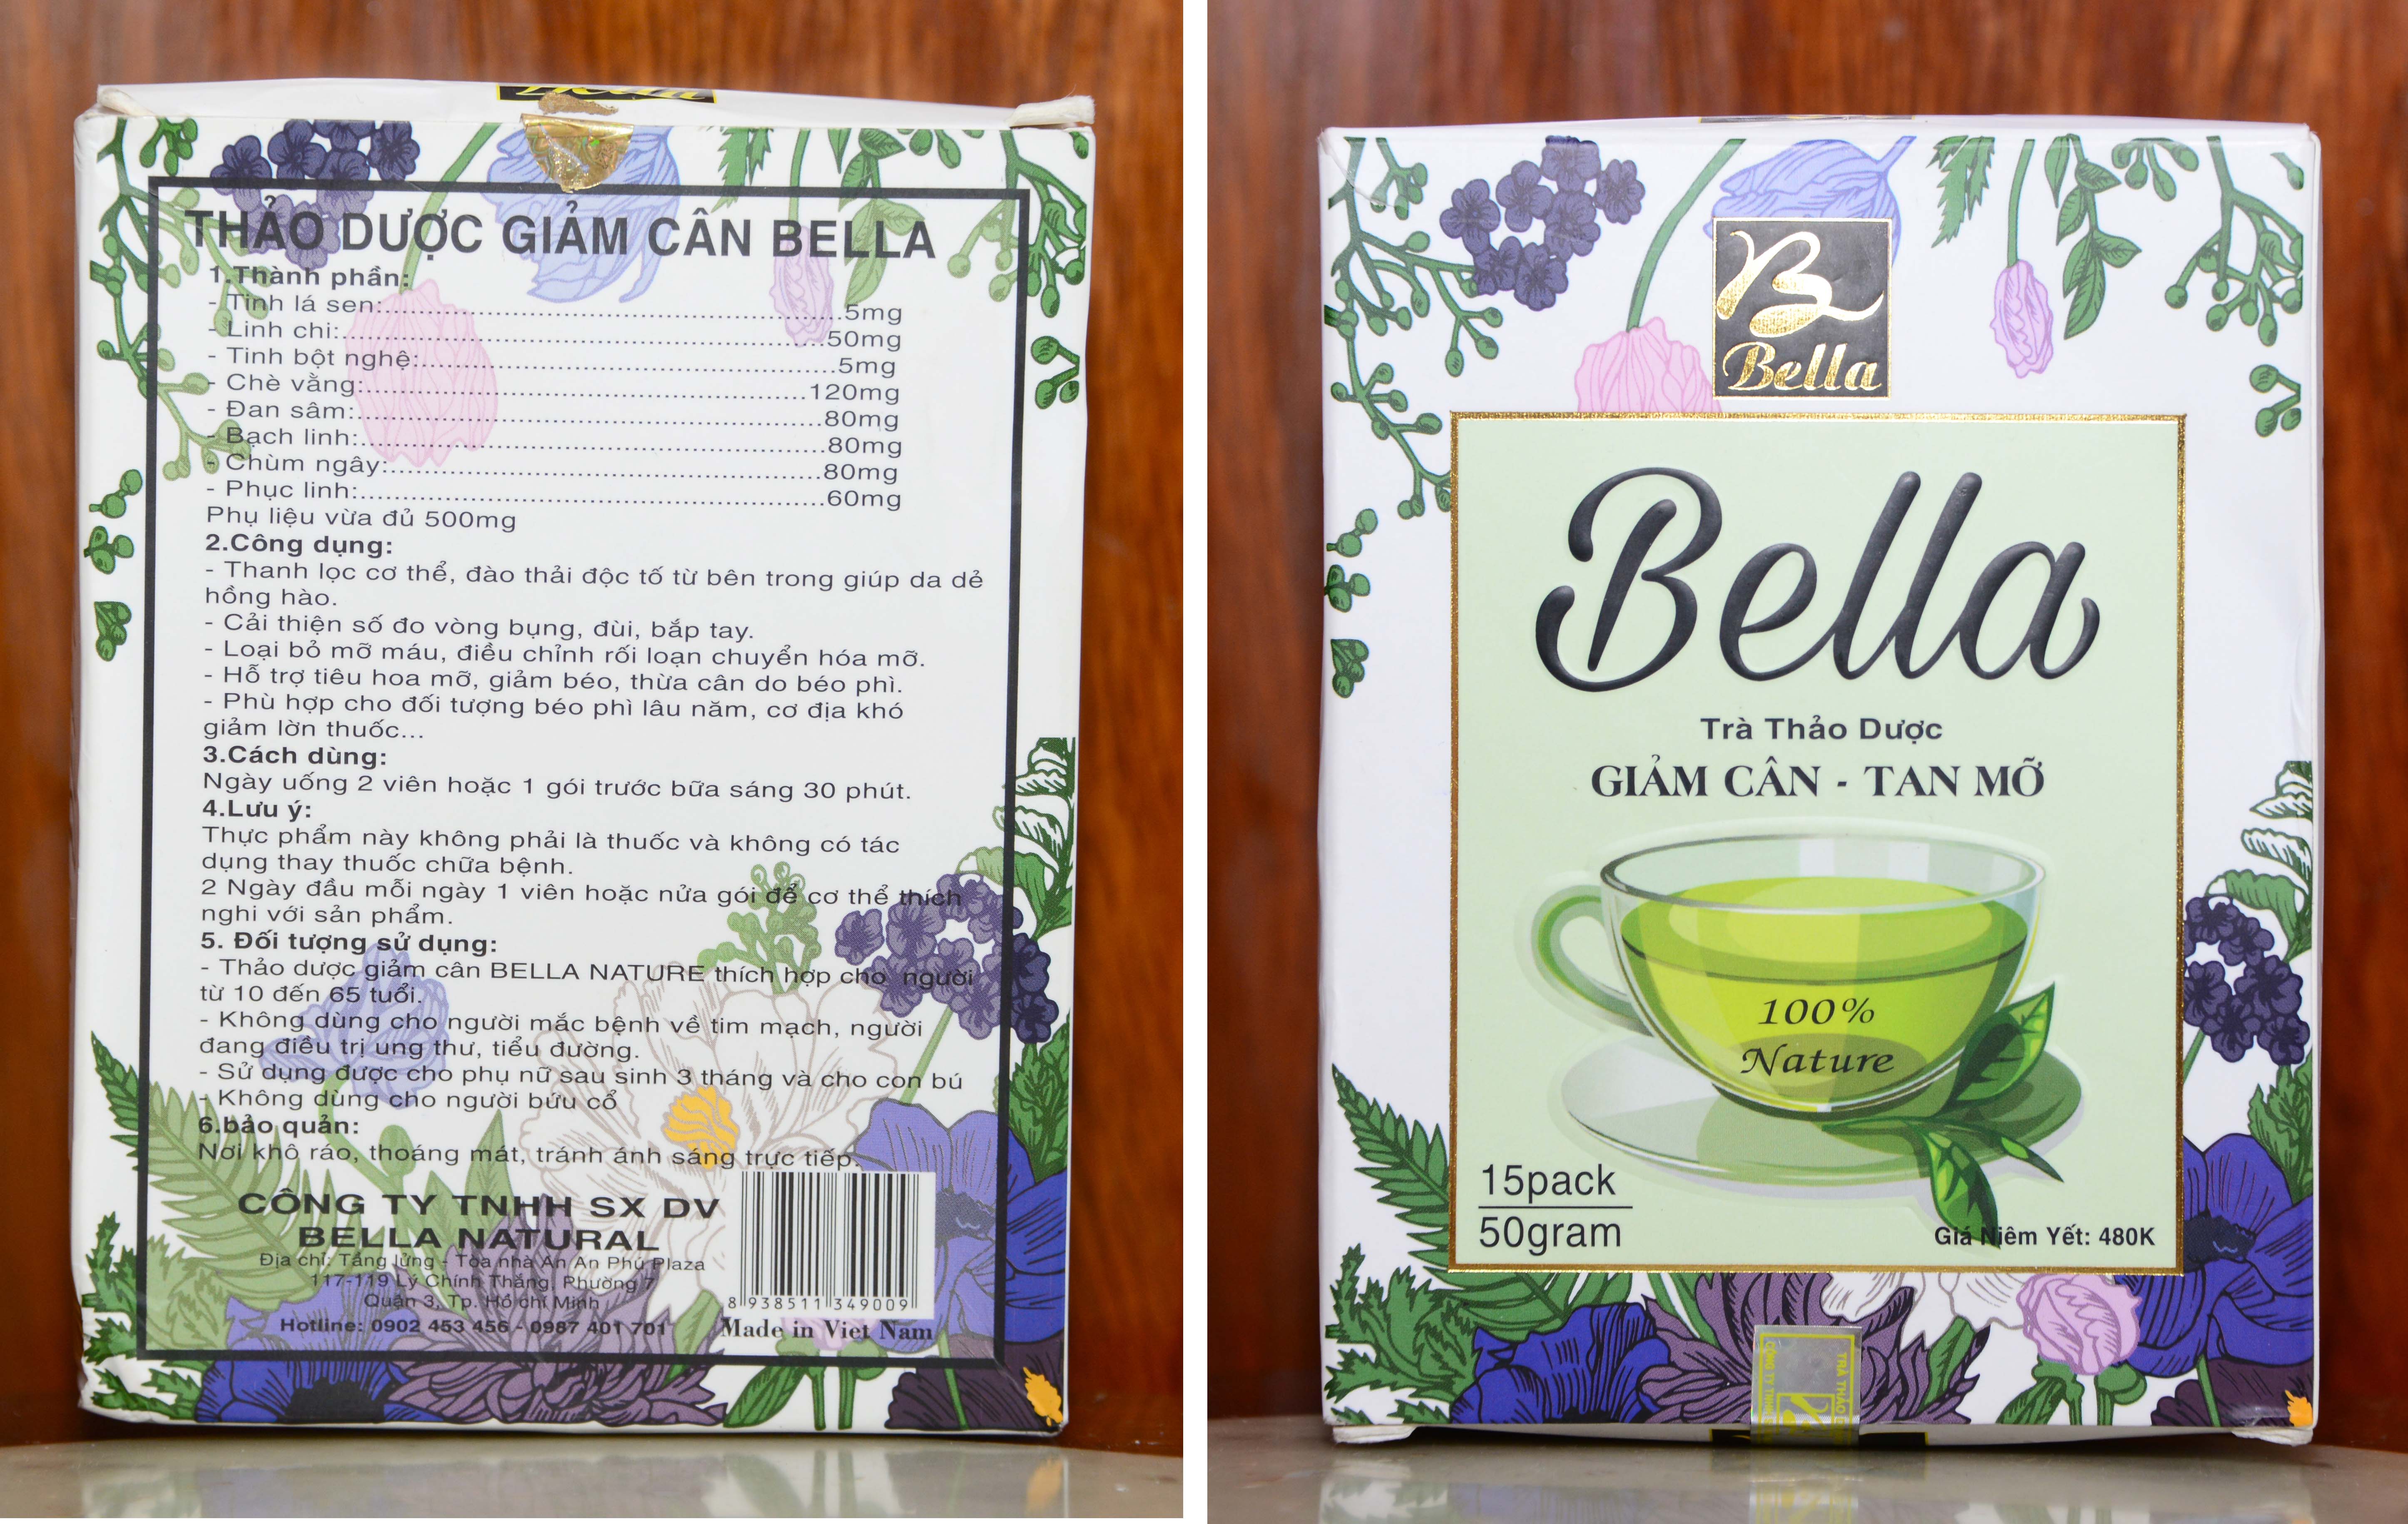 THẢO DƯỢC GIẢM CÂN BELLA
1.Thành phần:
- Tinh lá sen:..........5mg
- Linh chi:..........50mg
- Tinh bột nghệ:..........5mg
- Chè vằng:..........120mg
- Đan sâm:..........80mg
- Bạch linh:..........80mg
- Chùm ngây:..........80mg
- Phục linh:..........60mg
Phụ liệu vừa đủ 500mg
2.Công dụng:
- Thanh lọc cơ thể, đào thải độc tố từ bên trong giúp da dẻ
hồng hào.
- Cải thiện số đo vòng bụng, đùi, bắp tay.
- Loại bỏ mỡ máu, điều chỉnh rối loạn chuyển hóa mỡ.
- Hỗ trợ tiêu hoa mỡ, giảm béo, thừa cân do béo phì.
- Phù hợp cho đối tượng béo phì lâu năm, cơ địa khó
giảm lờn thuốc...
3.Cách dùng:
Ngày uống 2 viên hoặc 1 gói trước bữa sáng 30 phút.
4.Lưu ý:
Thực phẩm này không phải là thuốc và không có tác
dụng thay thuốc chữa bệnh.
2 Ngày đầu mỗi ngày 1 viên hoặc nửa gói để cơ thể thích
nghi với sản phẩm.
5. Đối tượng sử dụng:
- Thảo dược giảm cân BELLA NATURE thích hợp cho người
từ 10 đến 65 tuổi.
- Không dùng cho người mắc bệnh về tim mạch, người
đang điều trị ung thư, tiểu đường.
- Sử dụng được cho phụ nữ sau sinh 3 tháng và cho con bú
- Không dùng cho người bứu cổ
6.bảo quản:
Nơi khô ráo, thoáng mát, tránh ánh sáng trực tiếp.
CÔNG TY TNHH SX DV
BELLA NATURAL
Địa chỉ: Tầng lửng - Tòa nhà An An Phú Plaza
117-119 Lý Chính Thắng, Phường 7
Quận 3, Tp. Hồ chí Minh
Hotline: 0902 453 456 - 0987 401 701
8 938511 349009
Made in Viet Nam
Bella
Bella
Trà Thảo Dược
GIẢM CÂN - TAN MỠ
100%
Nature
15pack
50gram
Giá Niêm Yết: 480K